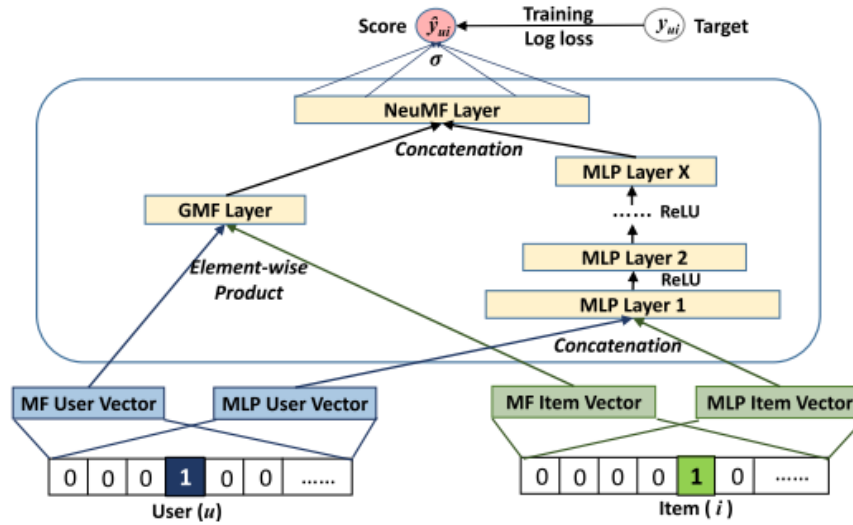 Score ŷui Training yui Target
Log loss
σ
NeuMF Layer
Concatenation
MLP Layer X
GMF Layer
...... ReLU
Element-wise
Product
MLP Layer 2
ReLU
MLP Layer 1
Concatenation
MF User Vector MLP User Vector MF Item Vector MLP Item Vector
0 0 0 1 0 0 ...... 0 0 0 0 1 0 ......
User (u) Item ( i )